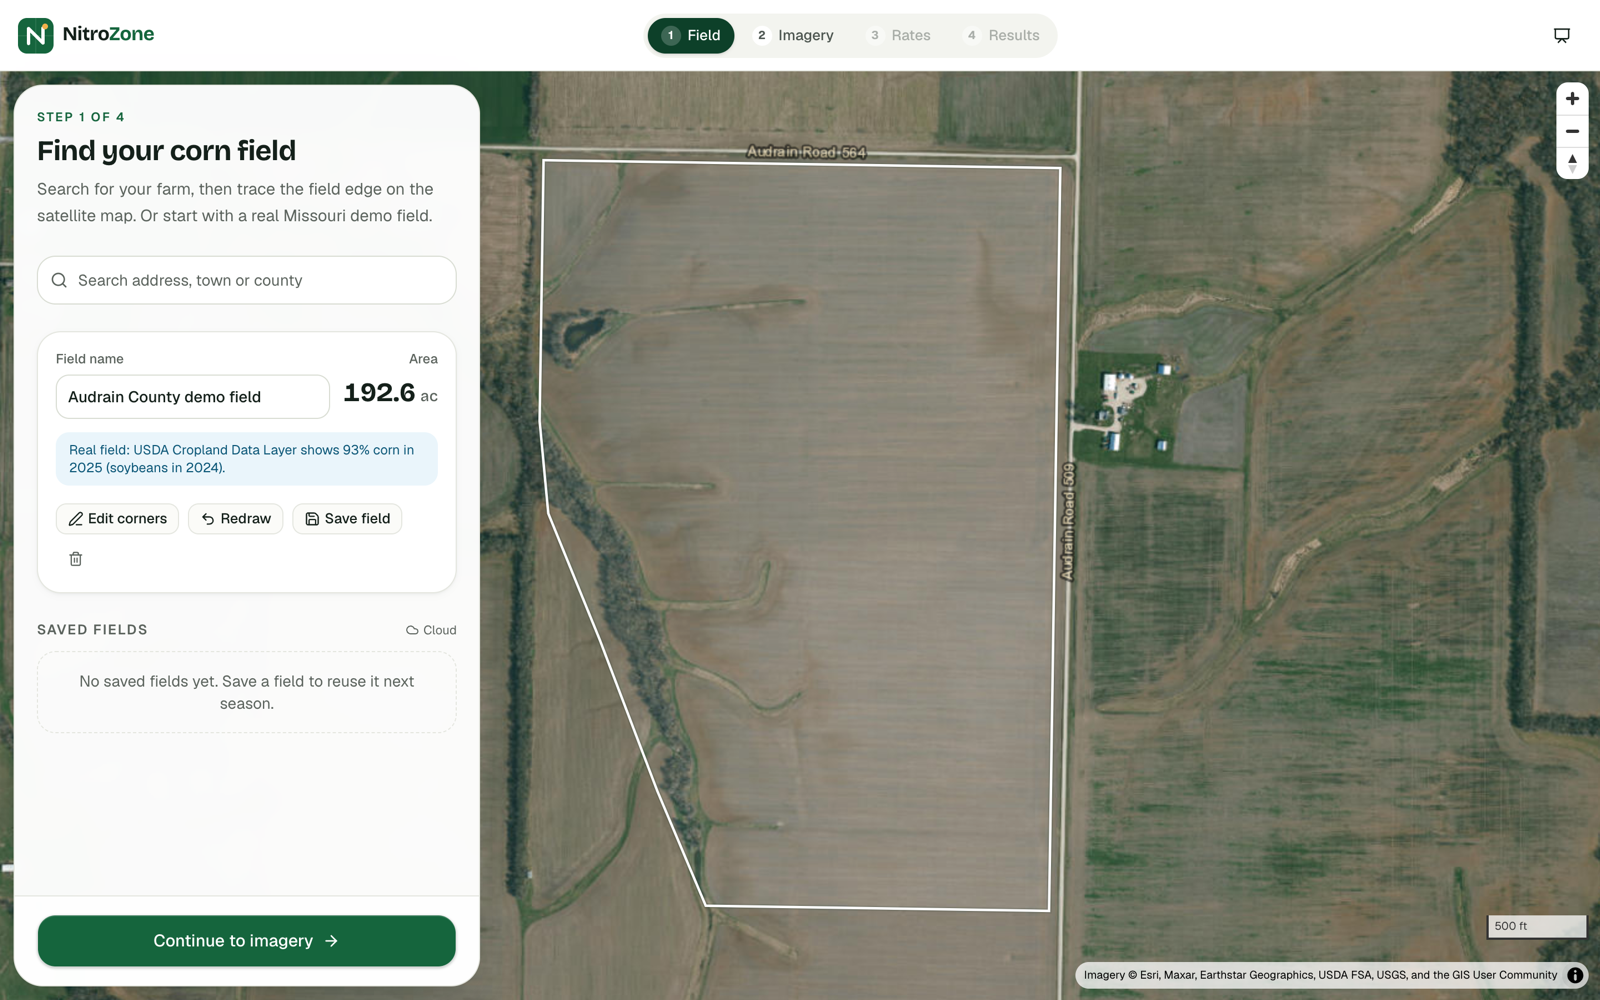 NitroZone
1 Field
2 Imagery
3 Rates
4 Results
STEP 1 OF 4
Find your corn field
Search for your farm, then trace the field edge on the
satellite map. Or start with a real Missouri demo field.
Search address, town or county
Field name
Area
Audrain County demo field
192.6 ac
Real field: USDA Cropland Data Layer shows 93% corn in
2025 (soybeans in 2024).
Edit corners
Redraw
Save field
SAVED FIELDS
Cloud
No saved fields yet. Save a field to reuse it next
season.
Continue to imagery →
Audrain Road 564
Audrain Road 509
500 ft
Imagery © Esri, Maxar, Earthstar Geographics, USDA FSA, USGS, and the GIS User Community